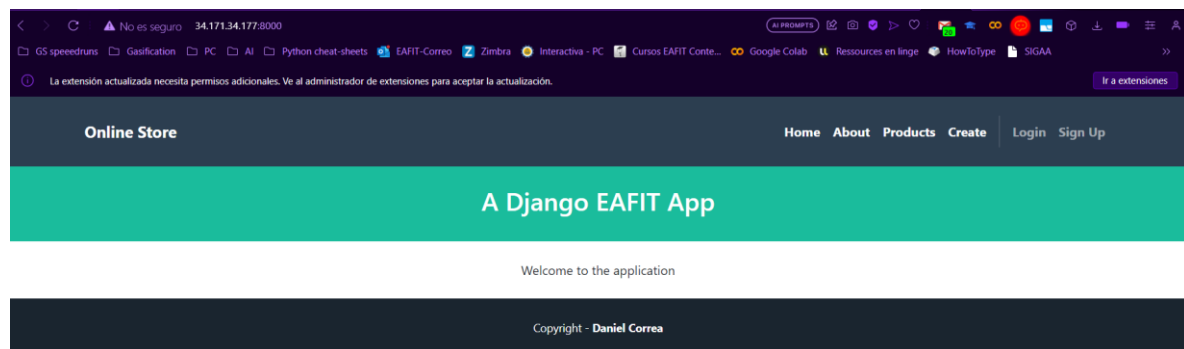 No es seguro 34.171.34.177:8000 AI PROMPTS 20
GS speeedruns Gasification PC AI Python cheat-sheets EAFIT-Correo Z Zimbra Interactiva - PC Cursos EAFIT Conte... Google Colab Ressources en linge HowToType SIGAA »
La extensión actualizada necesita permisos adicionales. Ve al administrador de extensiones para aceptar la actualización. Ir a extensiones
Online Store Home About Products Create Login Sign Up
A Django EAFIT App
Welcome to the application
Copyright - Daniel Correa